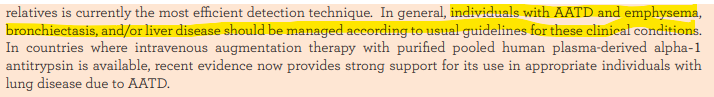 relatives is currently the most efficient detection technique. In general, individuals with AATD and emphysema,
bronchiectasis, and/or liver disease should be managed according to usual guidelines for these clinical conditions.
In countries where intravenous augmentation therapy with purified pooled human plasma-derived alpha-1
antitrypsin is available, recent evidence now provides strong support for its use in appropriate individuals with
lung disease due to AATD.